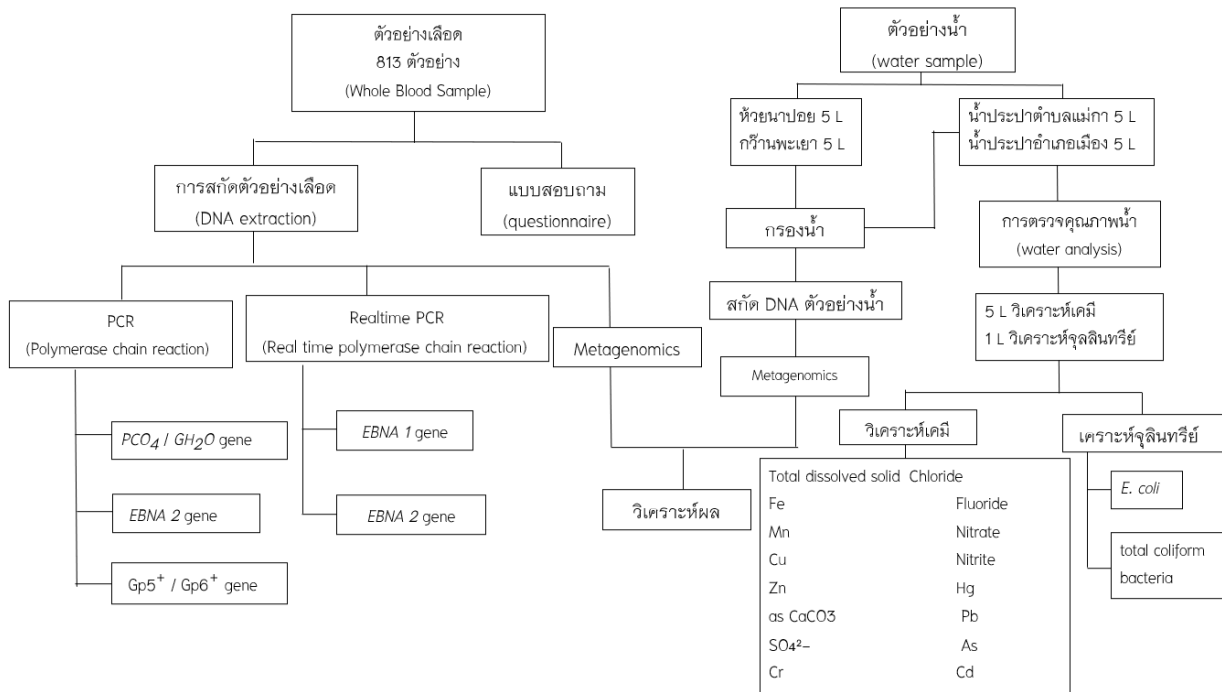 ตัวอย่างเลือด
813 ตัวอย่าง
(Whole Blood Sample)
การสกัดตัวอย่างเลือด
(DNA extraction)
แบบสอบถาม
(questionnaire)
PCR
(Polymerase chain reaction)
Realtime PCR
(Real time polymerase chain reaction)
Metagenomics
PCO₄ / GH₂O gene
EBNA 2 gene
Gp5⁺ / Gp6⁺ gene
EBNA 1 gene
EBNA 2 gene
วิเคราะห์ผล
ตัวอย่างน้ำ
(water sample)
ห้วยนาปอย 5 L
กว๊านพะเยา 5 L
น้ำประปาตำบลแม่กา 5 L
น้ำประปาอำเภอเมือง 5 L
กรองน้ำ
การตรวจคุณภาพน้ำ
(water analysis)
สกัด DNA ตัวอย่างน้ำ
5 L วิเคราะห์เคมี
1 L วิเคราะห์จุลลินทรีย์
Metagenomics
วิเคราะห์เคมี
เคราะห์จุลินทรีย์
Total dissolved solid Chloride
Fe Fluoride
Mn Nitrate
Cu Nitrite
Zn Hg
as CaCO3 Pb
SO₄²− As
Cr Cd
E. coli
total coliform
bacteria